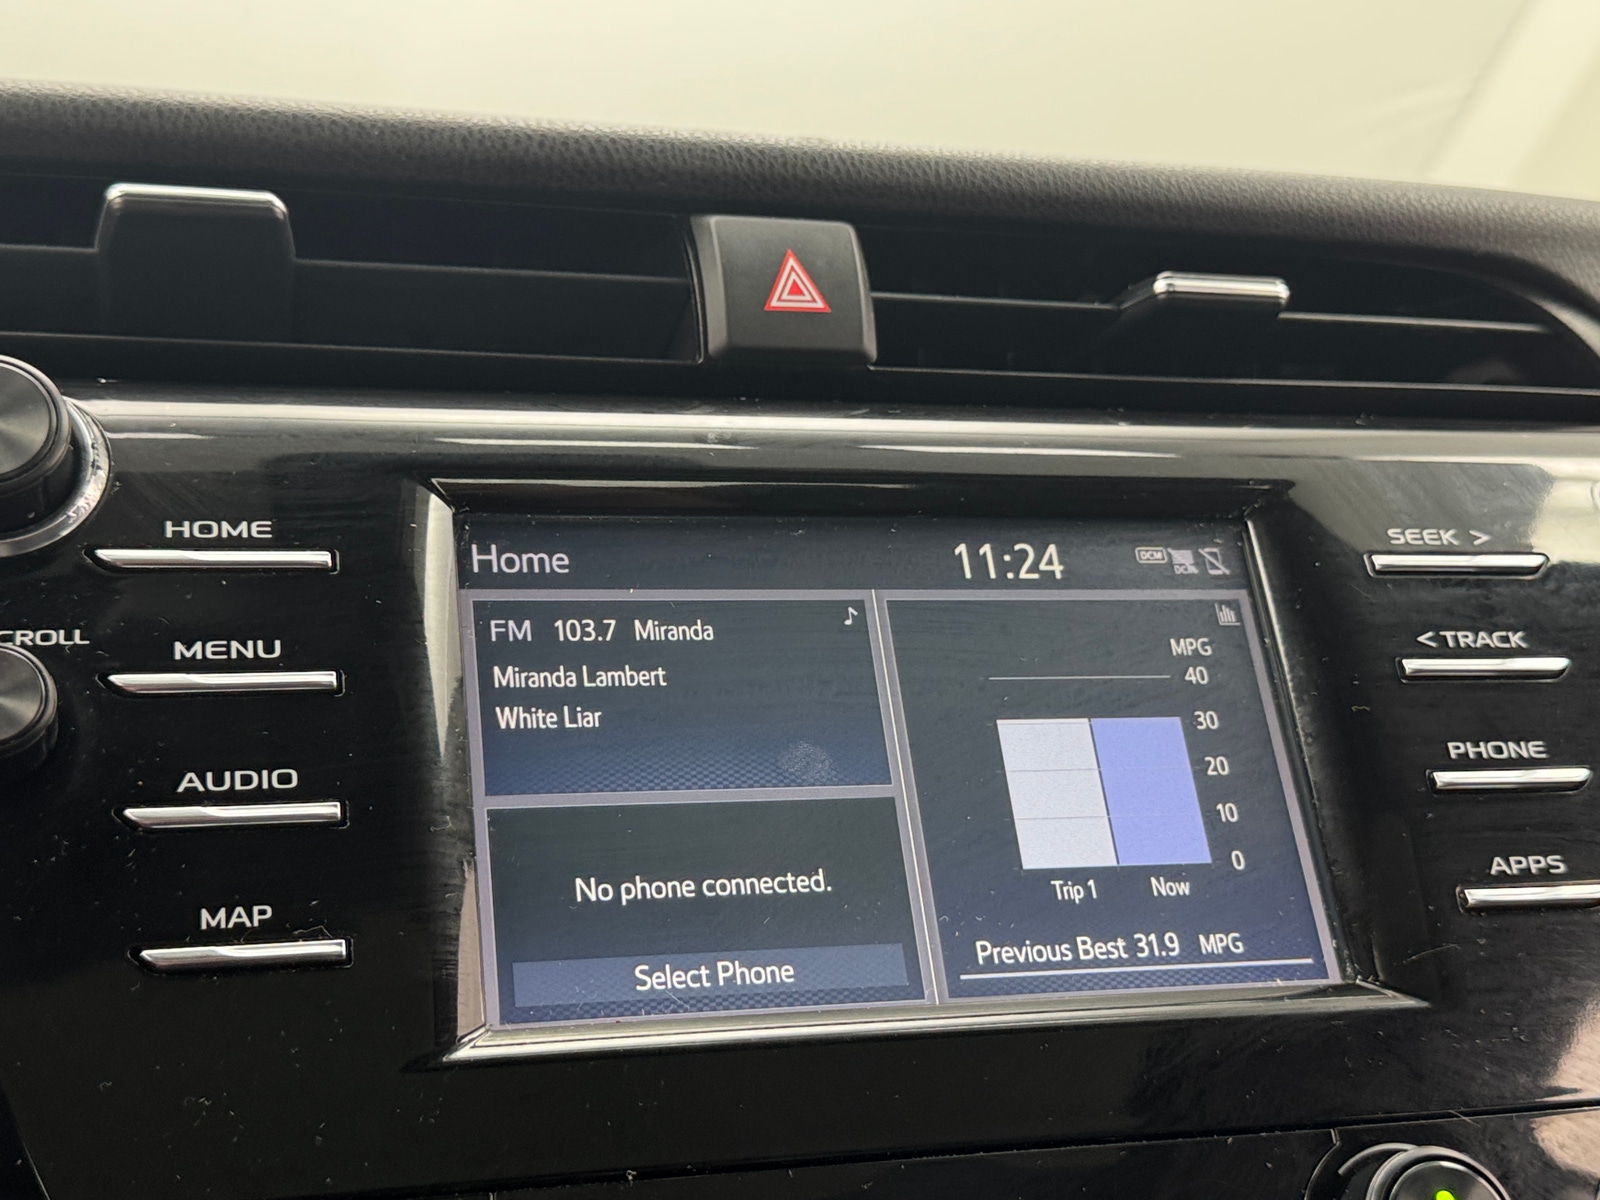 HOME
SCROLL
MENU
AUDIO
MAP
Home
11:24
DCM
DCM
FM 103.7 Miranda
Miranda Lambert
White Liar
No phone connected.
Select Phone
MPG
40
30
20
10
0
Trip 1 Now
Previous Best 31.9 MPG
SEEK >
< TRACK
PHONE
APPS